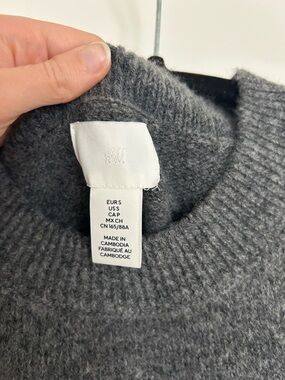 H&M
EUR S
US S
CA P
MX CH
CN 165/88A
MADE IN
CAMBODIA
FABRIQUÉ AU
CAMBODGE